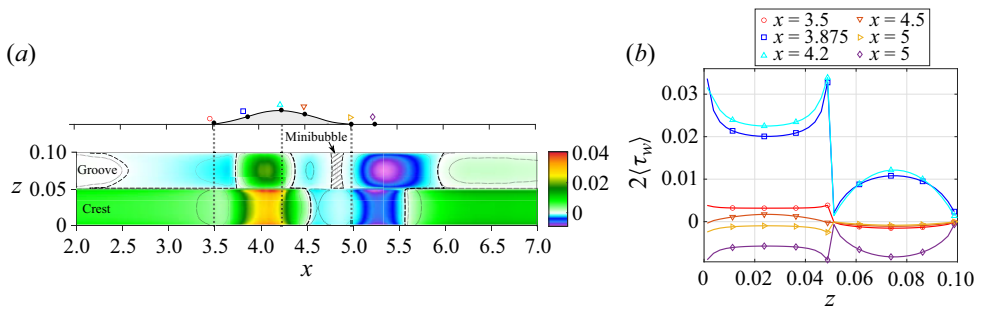 (a)
Minibubble
z
0.10
0.05
0
Groove
Crest
2.0 2.5 3.0 3.5 4.0 4.5 5.0 5.5 6.0 6.5 7.0
x
0.04
0.02
0
(b)
x = 3.5 x = 4.5
x = 3.875 x = 5
x = 4.2 x = 5
2⟨τw⟩
0.03
0.02
0.01
0
0 0.02 0.04 0.06 0.08 0.10
z